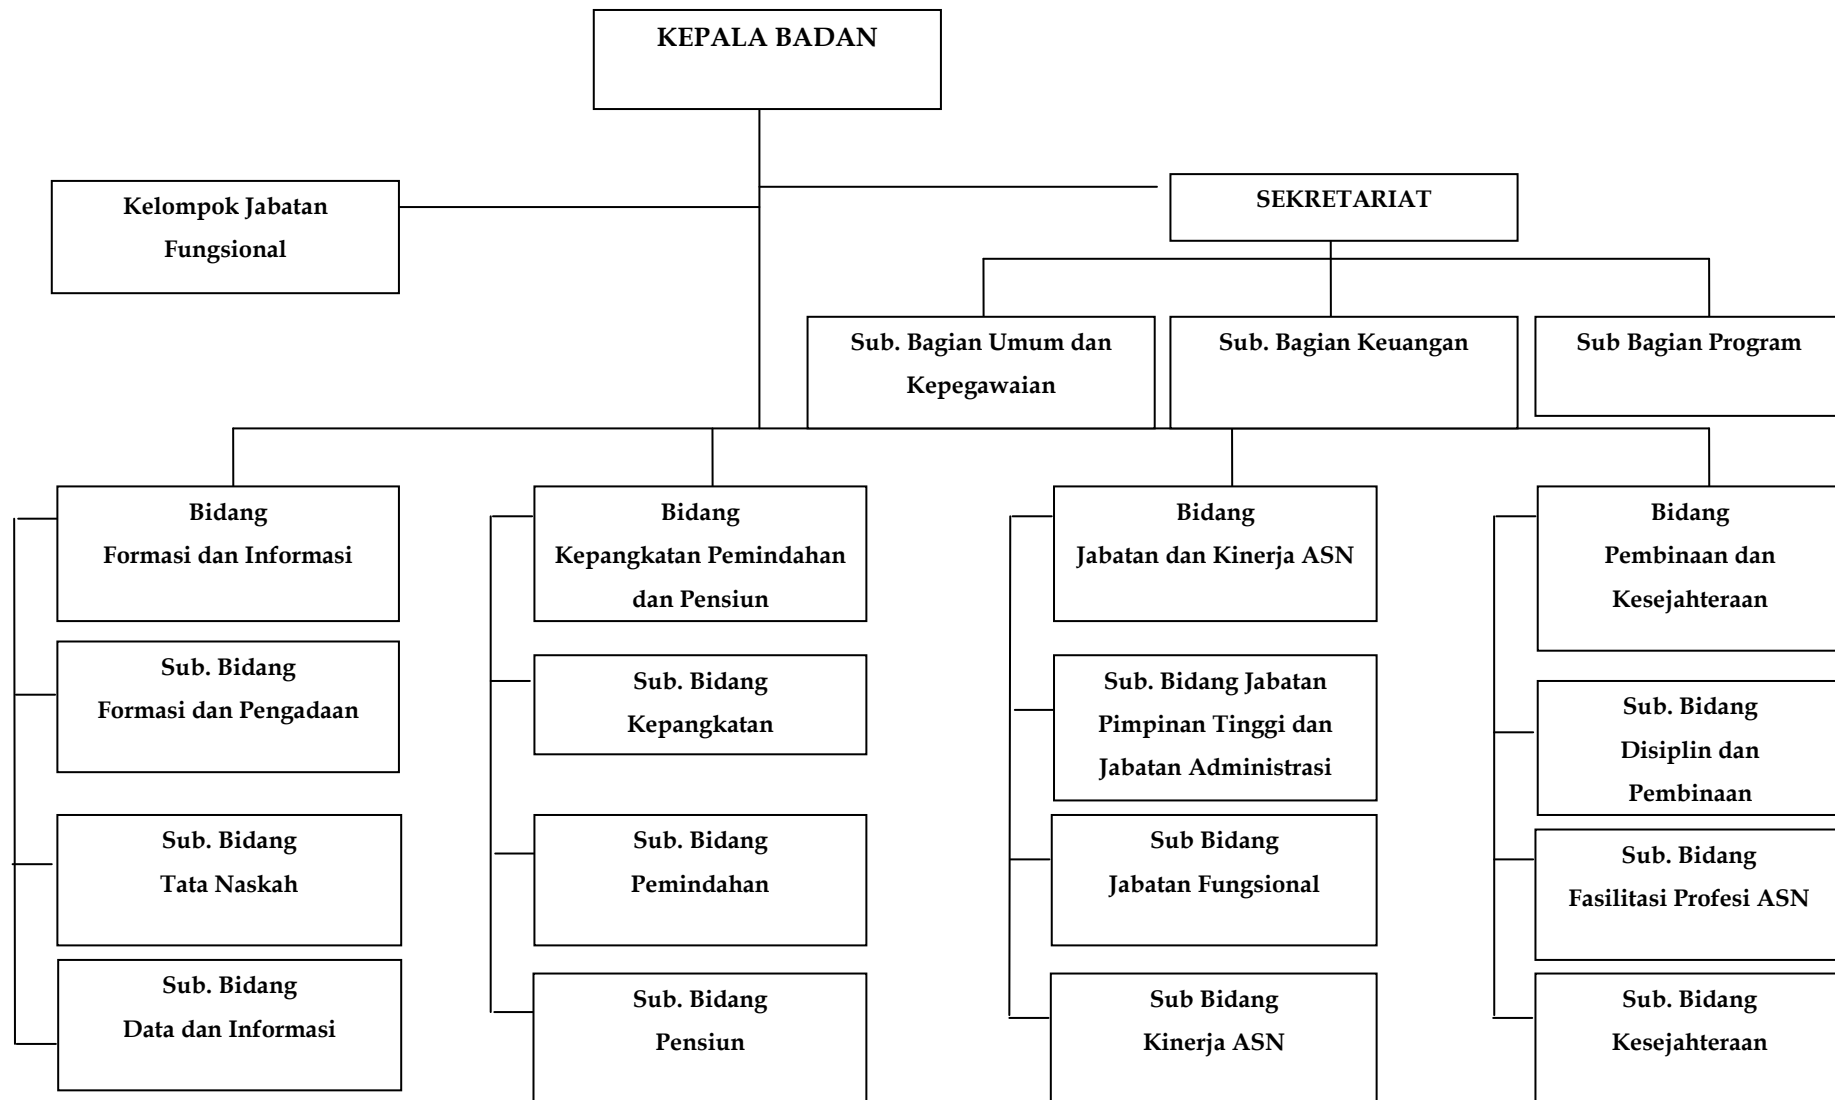 KEPALA BADAN
Kelompok Jabatan
Fungsional
SEKRETARIAT
Sub. Bagian Umum dan
Kepegawaian
Sub. Bagian Keuangan
Sub Bagian Program
Bidang
Formasi dan Informasi
Bidang
Kepangkatan Pemindahan
dan Pensiun
Bidang
Jabatan dan Kinerja ASN
Bidang
Pembinaan dan
Kesejahteraan
Sub. Bidang
Formasi dan Pengadaan
Sub. Bidang
Kepangkatan
Sub. Bidang Jabatan
Pimpinan Tinggi dan
Jabatan Administrasi
Sub. Bidang
Disiplin dan
Pembinaan
Sub. Bidang
Tata Naskah
Sub. Bidang
Pemindahan
Sub Bidang
Jabatan Fungsional
Sub. Bidang
Fasilitasi Profesi ASN
Sub. Bidang
Data dan Informasi
Sub. Bidang
Pensiun
Sub Bidang
Kinerja ASN
Sub. Bidang
Kesejahteraan